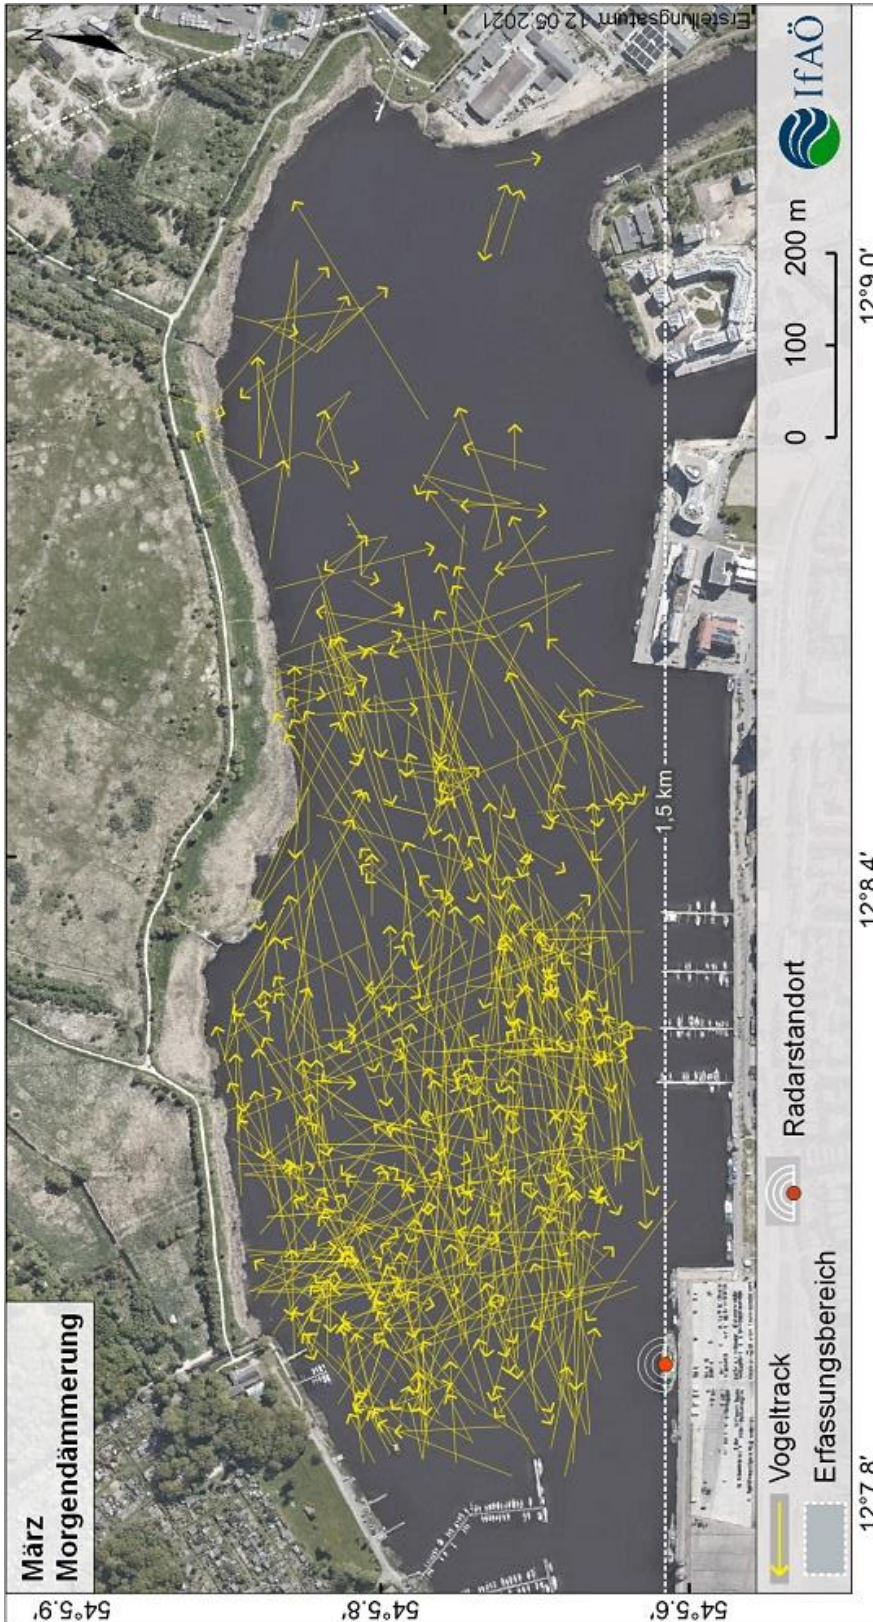 März
Morgendämmerung
N
Erstellungsdatum: 12.05.2021
1,5 km
54°5.9'
54°5.8'
54°5.6'
Vogeltrack
Radarstandort
0 100 200 m
IfAÖ
Erfassungsbereich
12°7.8'
12°8.4'
12°9.0'